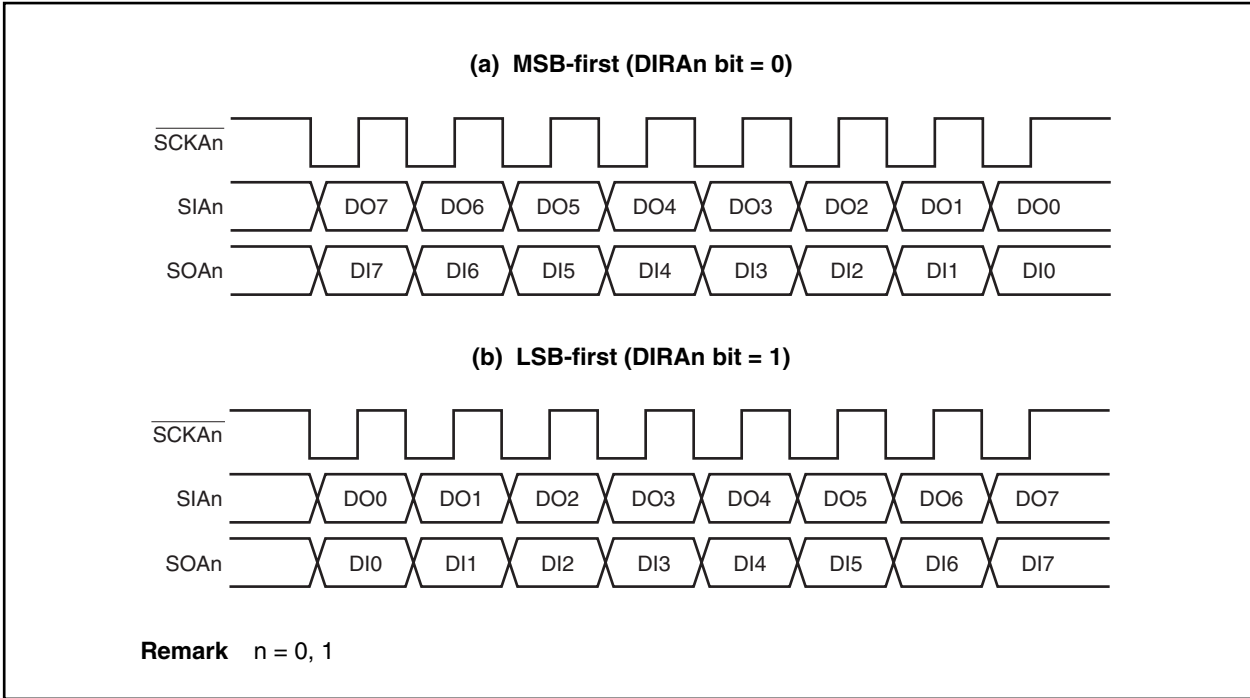 (a) MSB-first (DIRAn bit = 0)
SCKAn
SIAn DO7 DO6 DO5 DO4 DO3 DO2 DO1 DO0
SOAn DI7 DI6 DI5 DI4 DI3 DI2 DI1 DI0
(b) LSB-first (DIRAn bit = 1)
SCKAn
SIAn DO0 DO1 DO2 DO3 DO4 DO5 DO6 DO7
SOAn DI0 DI1 DI2 DI3 DI4 DI5 DI6 DI7
Remark n = 0, 1